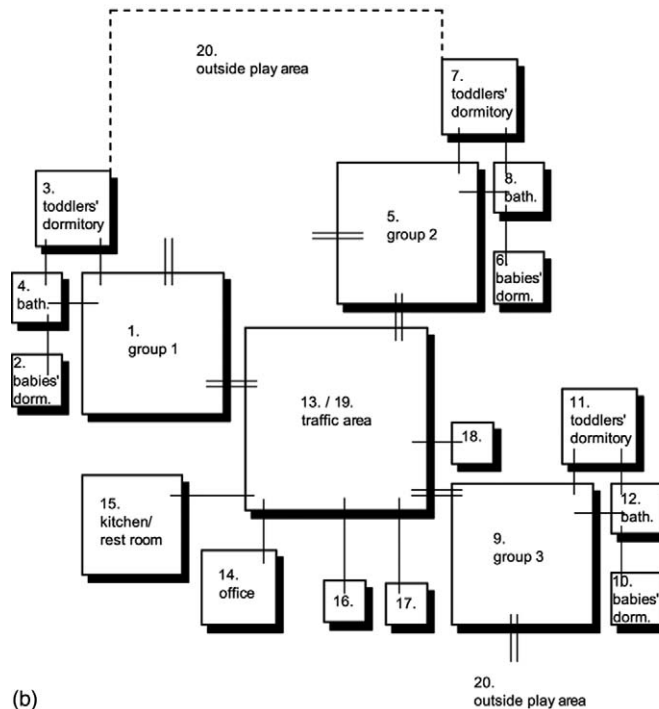 20.
outside play area
7.
toddlers'
dormitory
3.
toddlers'
dormitory
8.
bath.
5.
group 2
6.
babies'
dorm.
4.
bath.
1.
group 1
2.
babies'
dorm.
13. / 19.
traffic area
11.
toddlers'
dormitory
18.
15.
kitchen/
rest room
12.
bath.
9.
group 3
14.
office
16.
17.
10.
babies'
dorm.
20.
outside play area
(b)